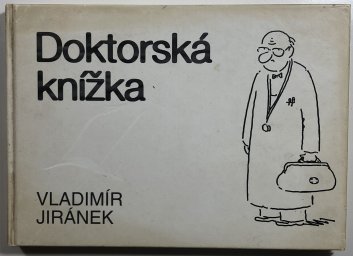 Doktorská
knížka
VLADIMÍR
JIRÁNEK